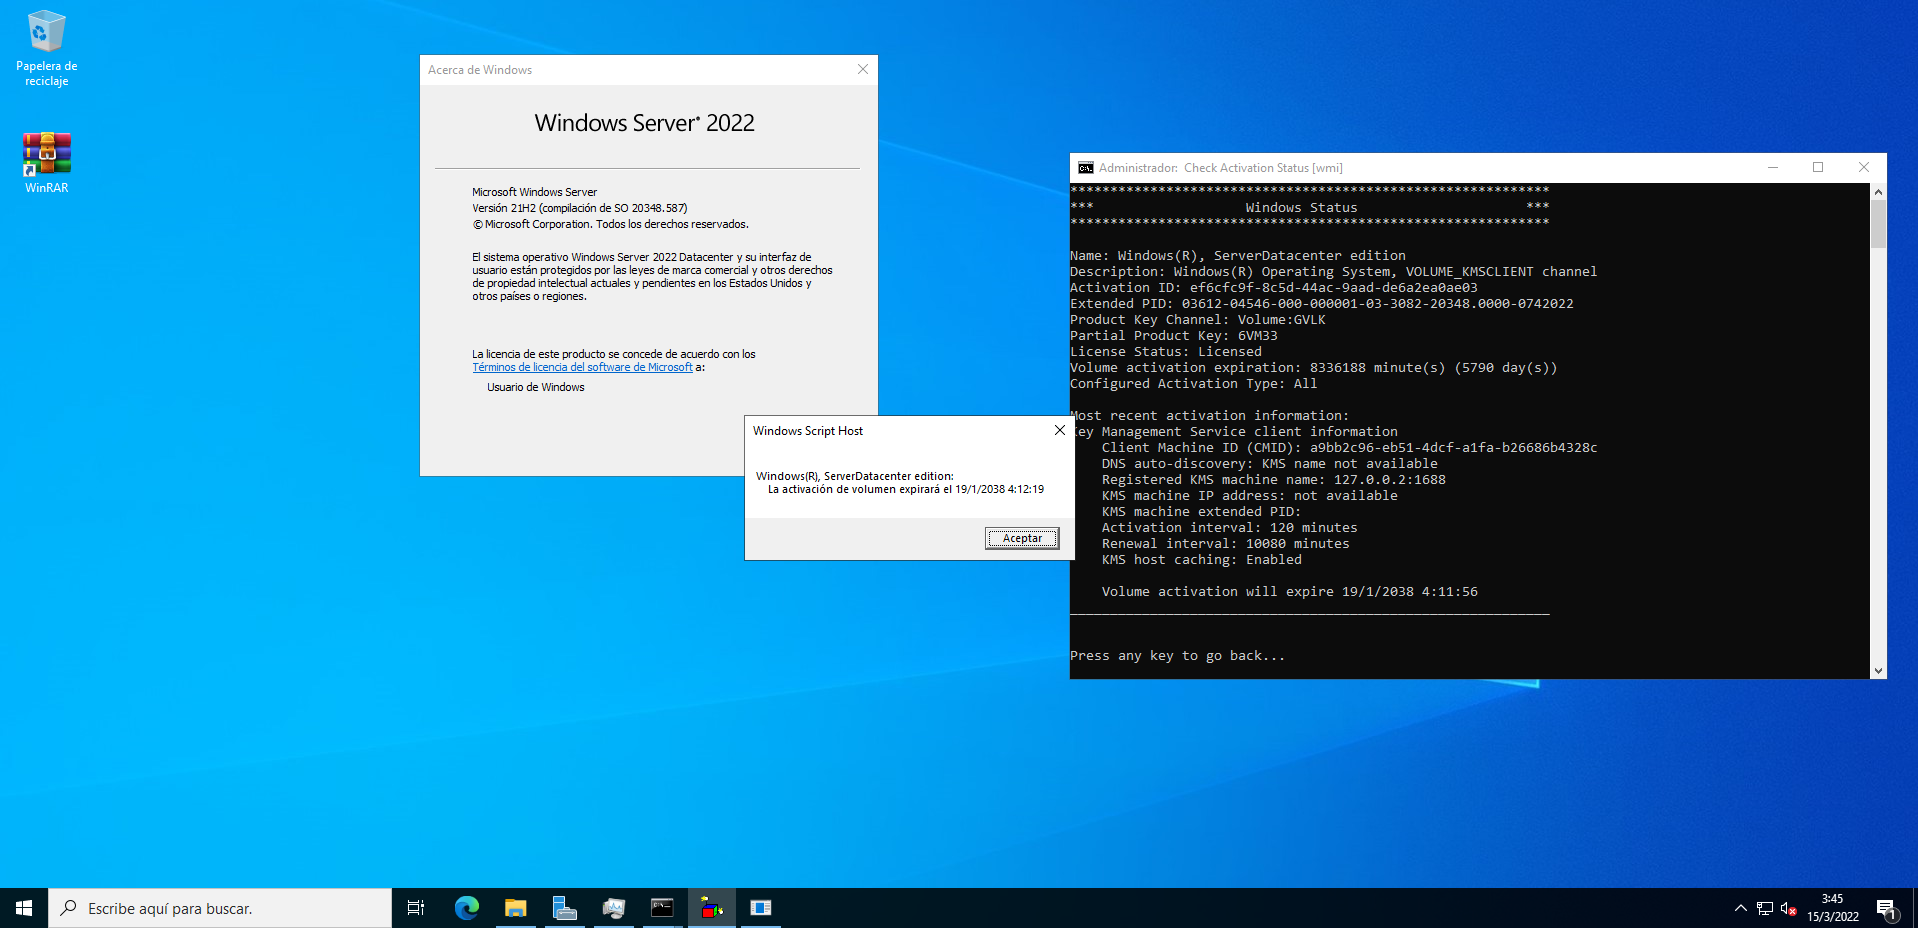 Papelera de
reciclaje
WinRAR
Acerca de Windows
Windows Server® 2022
Microsoft Windows Server
Versión 21H2 (compilación de SO 20348.587)
© Microsoft Corporation. Todos los derechos reservados.
El sistema operativo Windows Server 2022 Datacenter y su interfaz de
usuario están protegidos por las leyes de marca comercial y otros derechos
de propiedad intelectual actuales y pendientes en los Estados Unidos y
otros países o regiones.
La licencia de este producto se concede de acuerdo con los
Términos de licencia del software de Microsoft a:
Usuario de Windows
Windows Script Host
Windows(R), ServerDatacenter edition:
La activación de volumen expirará el 19/1/2038 4:12:19
Aceptar
Administrador: Check Activation Status [wmi]
************************************************************
*** Windows Status ***
************************************************************
Name: Windows(R), ServerDatacenter edition
Description: Windows(R) Operating System, VOLUME_KMSCLIENT channel
Activation ID: ef6cfc9f-8c5d-44ac-9aad-de6a2ea0ae03
Extended PID: 03612-04546-000-000001-03-3082-20348.0000-0742022
Product Key Channel: Volume:GVLK
Partial Product Key: 6VM33
License Status: Licensed
Volume activation expiration: 8336188 minute(s) (5790 day(s))
Configured Activation Type: All
Most recent activation information:
Key Management Service client information
Client Machine ID (CMID): a9bb2c96-eb51-4dcf-a1fa-b26686b4328c
DNS auto-discovery: KMS name not available
Registered KMS machine name: 127.0.0.2:1688
KMS machine IP address: not available
KMS machine extended PID:
Activation interval: 120 minutes
Renewal interval: 10080 minutes
KMS host caching: Enabled
Volume activation will expire 19/1/2038 4:11:56
____________________________________________________________
Press any key to go back...
Escribe aquí para buscar.
3:45
15/3/2022
1